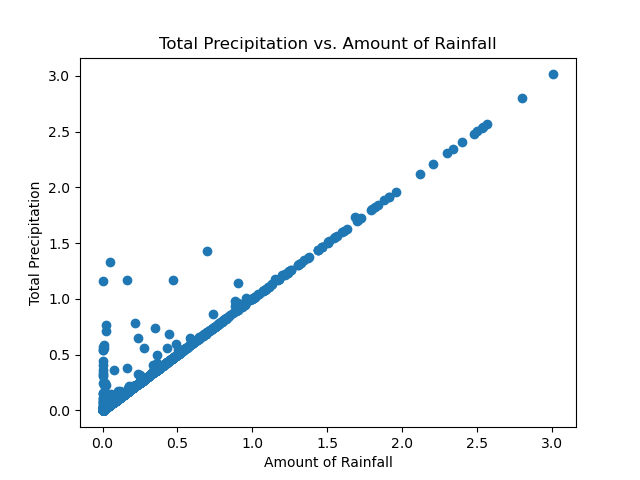 Total Precipitation vs. Amount of Rainfall
3.0
2.5
2.0
1.5
1.0
0.5
0.0
Total Precipitation
0.0 0.5 1.0 1.5 2.0 2.5 3.0
Amount of Rainfall